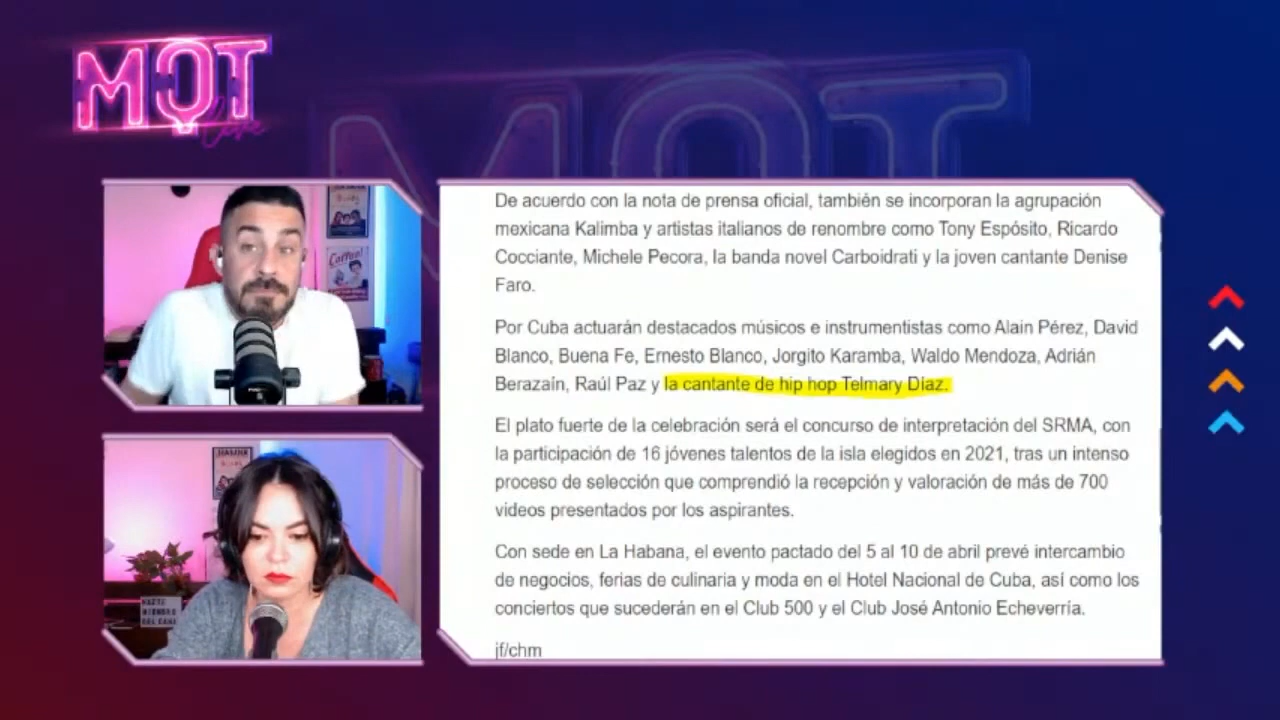 MQT
Live
De acuerdo con la nota de prensa oficial, también se incorporan la agrupación
mexicana Kalimba y artistas italianos de renombre como Tony Espósito, Ricardo
Cocciante, Michele Pecora, la banda novel Carboidrati y la joven cantante Denise
Faro.
Por Cuba actuarán destacados músicos e instrumentistas como Alain Pérez, David
Blanco, Buena Fe, Ernesto Blanco, Jorgito Karamba, Waldo Mendoza, Adrián
Berazaín, Raúl Paz y la cantante de hip hop Telmary Díaz.
El plato fuerte de la celebración será el concurso de interpretación del SRMA, con
la participación de 16 jóvenes talentos de la isla elegidos en 2021, tras un intenso
proceso de selección que comprendió la recepción y valoración de más de 700
videos presentados por los aspirantes.
Con sede en La Habana, el evento pactado del 5 al 10 de abril prevé intercambio
de negocios, ferias de culinaria y moda en el Hotel Nacional de Cuba, así como los
conciertos que sucederán en el Club 500 y el Club José Antonio Echeverría.
jf/chm
HAZTE
MIEMBRO
DEL CANAL